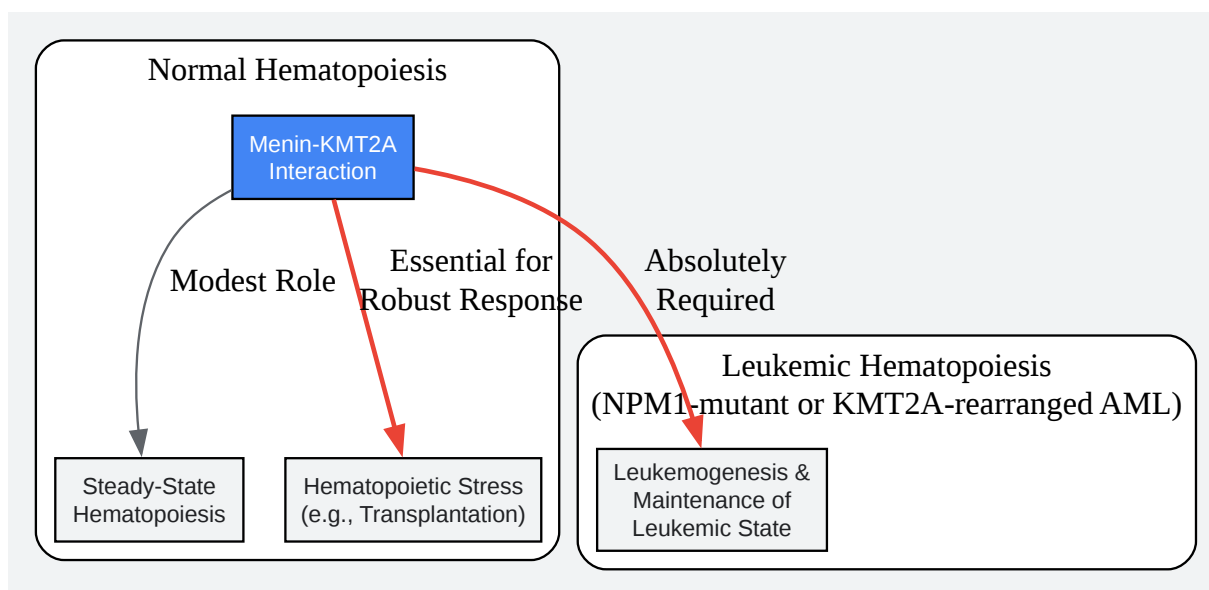 Normal Hematopoiesis
Menin-KMT2A
Interaction
Modest Role
Essential for
Robust Response
Absolutely
Required
Steady-State
Hematopoiesis
Hematopoietic Stress
(e.g., Transplantation)
Leukemic Hematopoiesis
(NPM1-mutant or KMT2A-rearranged AML)
Leukemogenesis &
Maintenance of
Leukemic State